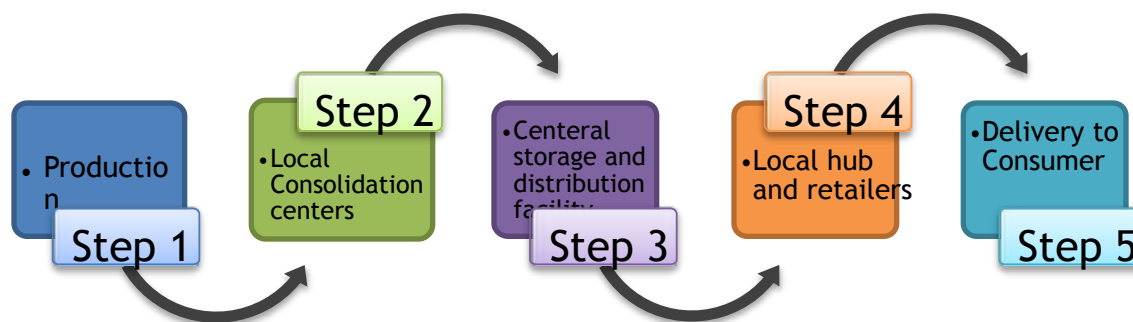 • Productio
n
Step 1
Step 2
•Local
Consolidation
centers
•Centeral
storage and
distribution
facility
Step 3
Step 4
•Local hub
and retailers
•Delivery to
Consumer
Step 5